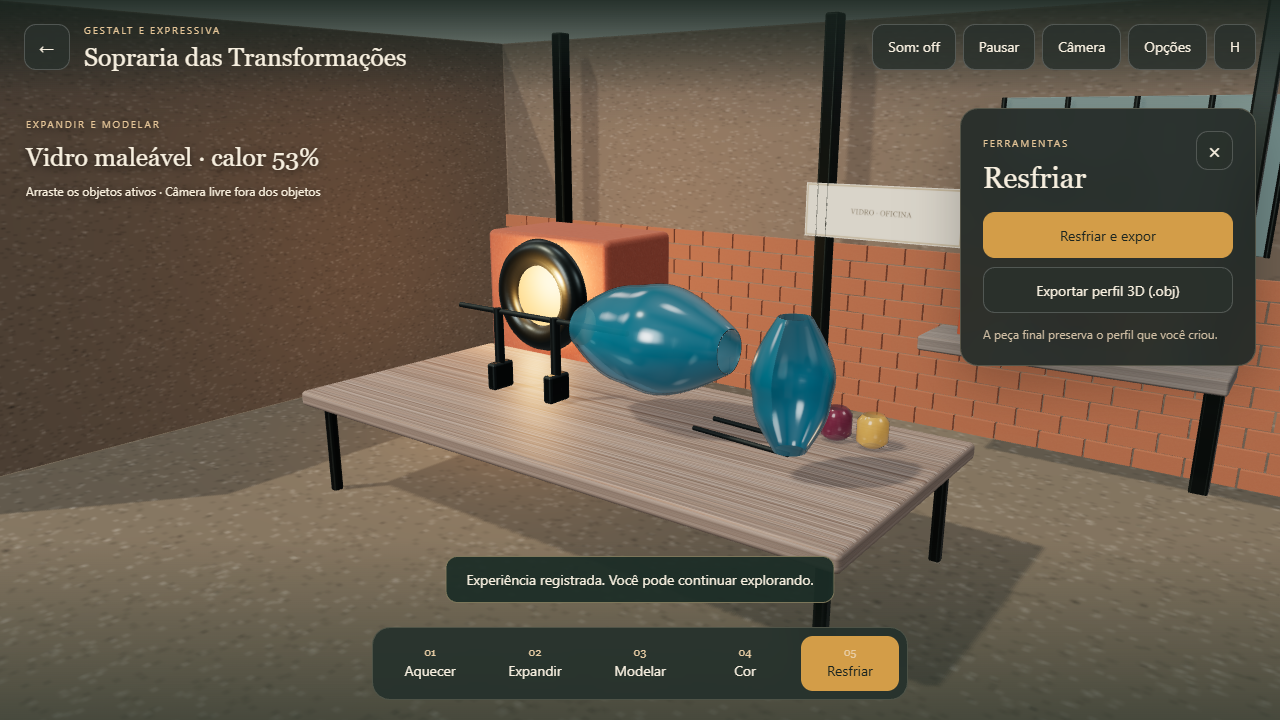 ←
GESTALT E EXPRESSIVA
Sopraria das Transformações
Som: off
Pausar
Câmera
Opções
H
EXPANDIR E MODELAR
Vidro maleável · calor 53%
Arraste os objetos ativos · Câmera livre fora dos objetos
FERRAMENTAS
×
Resfriar
Resfriar e expor
Exportar perfil 3D (.obj)
A peça final preserva o perfil que você criou.
VIDRO · OFICINA
Experiência registrada. Você pode continuar explorando.
01
Aquecer
02
Expandir
03
Modelar
04
Cor
05
Resfriar